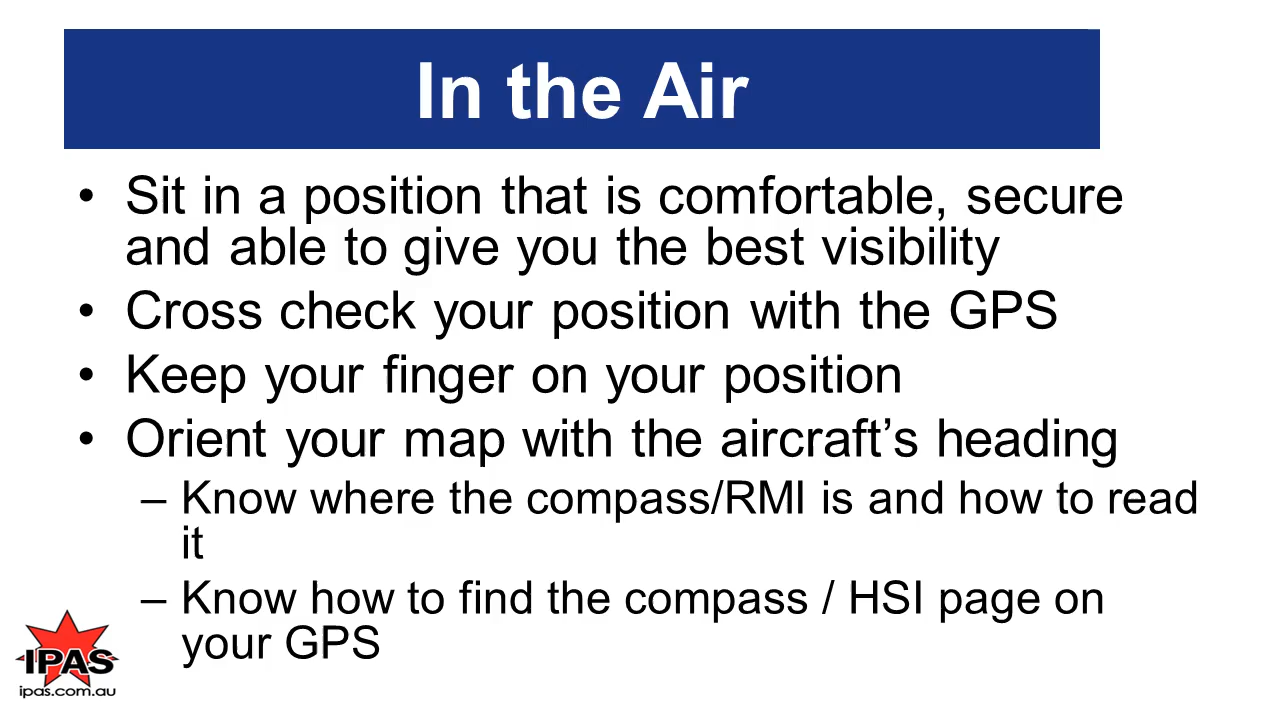 In the Air
• Sit in a position that is comfortable, secure
and able to give you the best visibility
• Cross check your position with the GPS
• Keep your finger on your position
• Orient your map with the aircraft’s heading
– Know where the compass/RMI is and how to read
it
– Know how to find the compass / HSI page on
your GPS
IPAS
ipas.com.au